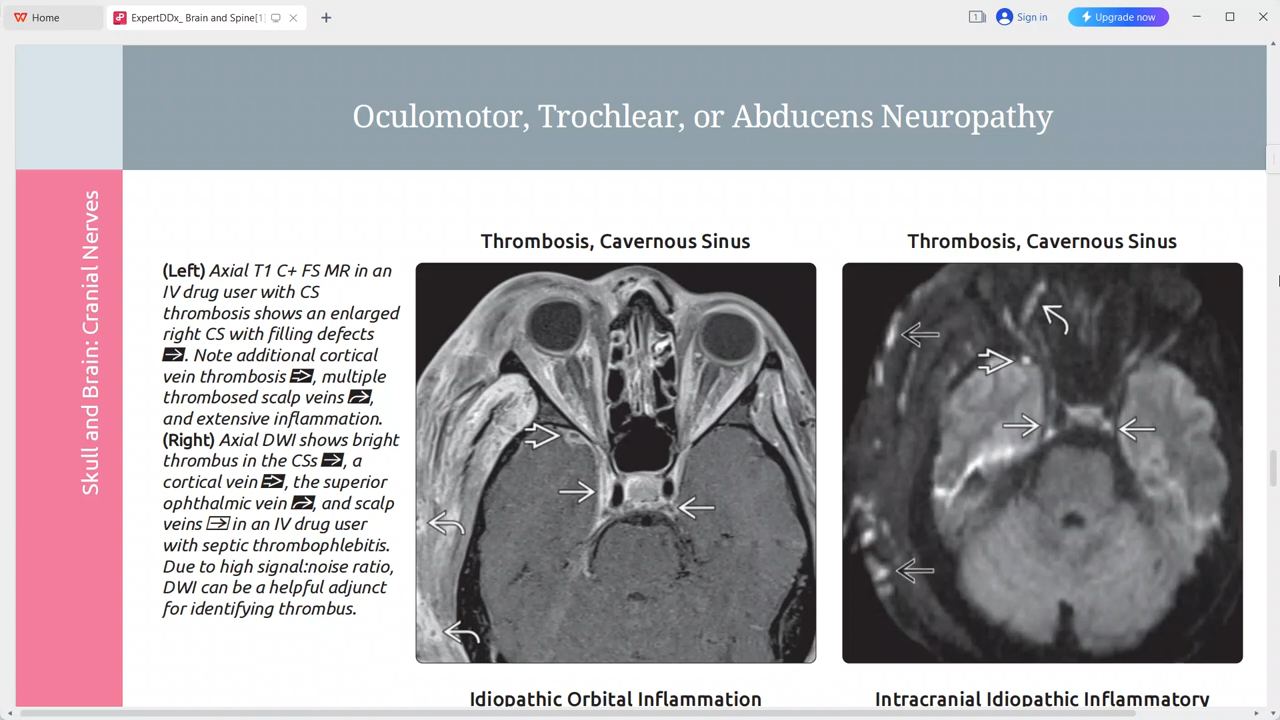 Home
ExpertDDx_ Brain and Spine[1]
1
Sign in
Upgrade now
Oculomotor, Trochlear, or Abducens Neuropathy
Skull and Brain: Cranial Nerves
(Left) Axial T1 C+ FS MR in an
IV drug user with CS
thrombosis shows an enlarged
right CS with filling defects
. Note additional cortical
vein thrombosis , multiple
thrombosed scalp veins ,
and extensive inflammation.
(Right) Axial DWI shows bright
thrombus in the CSs , a
cortical vein , the superior
ophthalmic vein , and scalp
veins in an IV drug user
with septic thrombophlebitis.
Due to high signal:noise ratio,
DWI can be a helpful adjunct
for identifying thrombus.
Thrombosis, Cavernous Sinus
Thrombosis, Cavernous Sinus
Idiopathic Orbital Inflammation
Intracranial Idiopathic Inflammatory